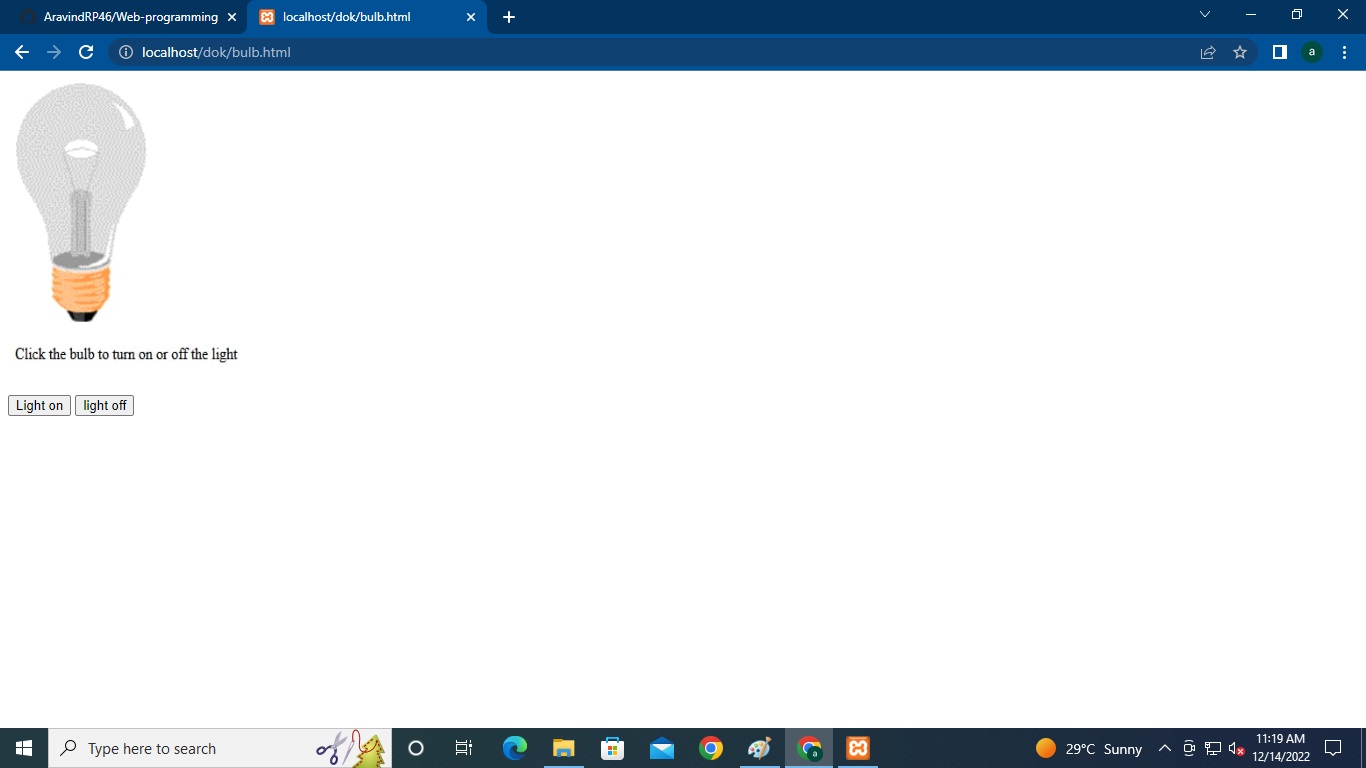 AravindRP46/Web-programming
localhost/dok/bulb.html
localhost/dok/bulb.html
a
Click the bulb to turn on or off the light
Light on
light off
Type here to search
a
29°C Sunny
11:19 AM
12/14/2022